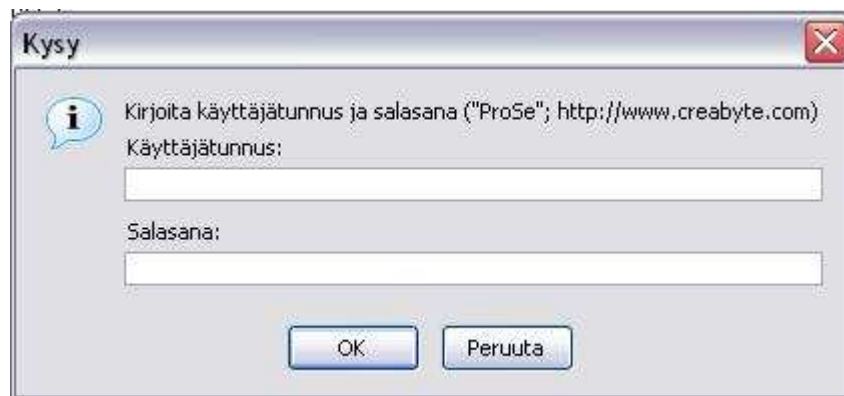 Kysy
Kirjoita käyttäjätunnus ja salasana ("ProSe"; http://www.creabyte.com)
Käyttäjätunnus:
Salasana:
OK
Peruuta